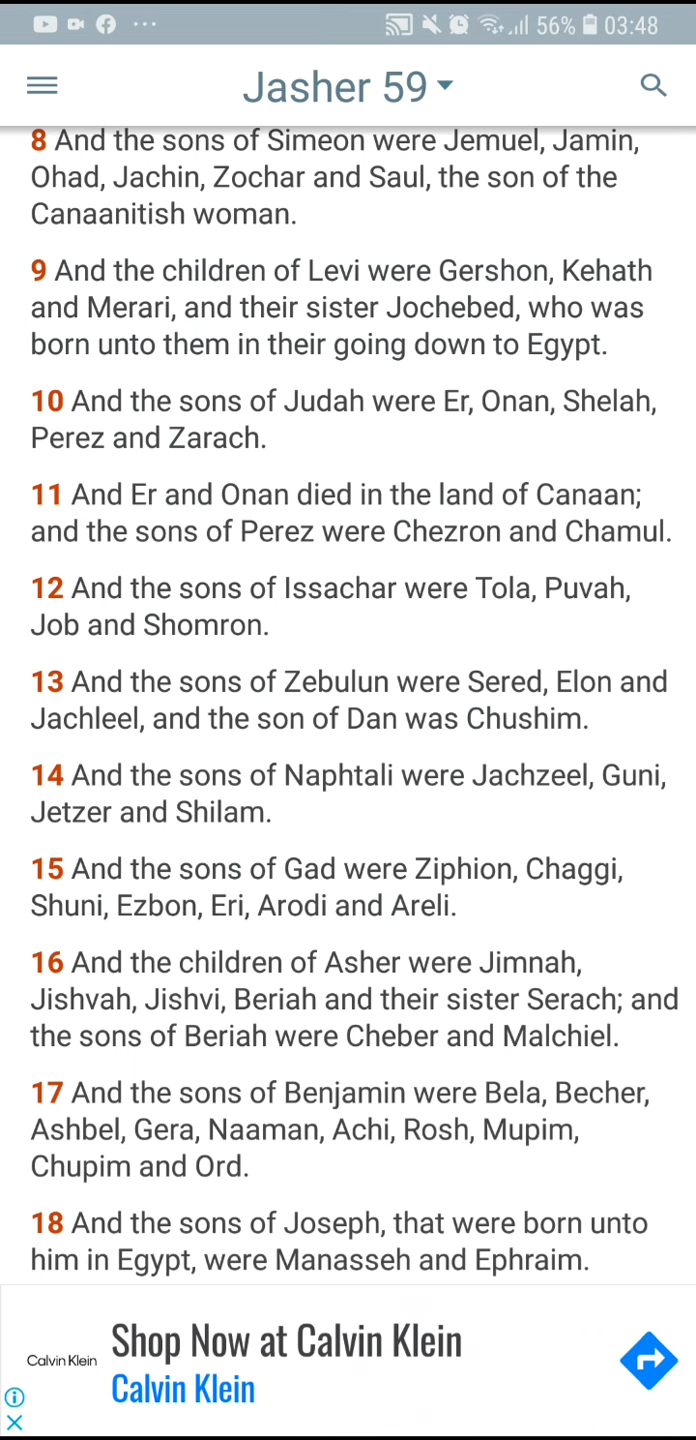 56% 03:48
Jasher 59
8 And the sons of Simeon were Jemuel, Jamin,
Ohad, Jachin, Zochar and Saul, the son of the
Canaanitish woman.
9 And the children of Levi were Gershon, Kehath
and Merari, and their sister Jochebed, who was
born unto them in their going down to Egypt.
10 And the sons of Judah were Er, Onan, Shelah,
Perez and Zarach.
11 And Er and Onan died in the land of Canaan;
and the sons of Perez were Chezron and Chamul.
12 And the sons of Issachar were Tola, Puvah,
Job and Shomron.
13 And the sons of Zebulun were Sered, Elon and
Jachleel, and the son of Dan was Chushim.
14 And the sons of Naphtali were Jachzeel, Guni,
Jetzer and Shilam.
15 And the sons of Gad were Ziphion, Chaggi,
Shuni, Ezbon, Eri, Arodi and Areli.
16 And the children of Asher were Jimnah,
Jishvah, Jishvi, Beriah and their sister Serach; and
the sons of Beriah were Cheber and Malchiel.
17 And the sons of Benjamin were Bela, Becher,
Ashbel, Gera, Naaman, Achi, Rosh, Mupim,
Chupim and Ord.
18 And the sons of Joseph, that were born unto
him in Egypt, were Manasseh and Ephraim.
Shop Now at Calvin Klein
Calvin Klein
Calvin Klein